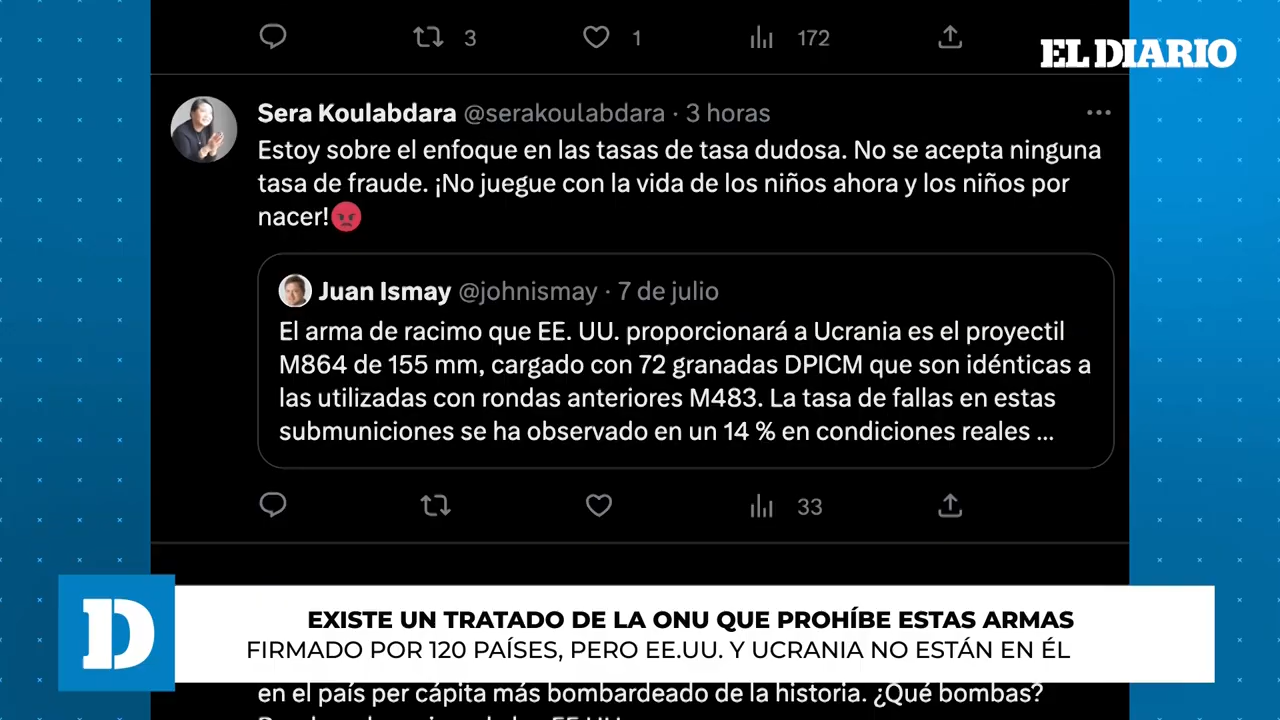 3 1 172
EL DIARIO
Sera Koulabdara @serakoulabdara · 3 horas
Estoy sobre el enfoque en las tasas de tasa dudosa. No se acepta ninguna
tasa de fraude. ¡No juegue con la vida de los niños ahora y los niños por
nacer!😡
Juan Ismay @johnismay · 7 de julio
El arma de racimo que EE. UU. proporcionará a Ucrania es el proyectil
M864 de 155 mm, cargado con 72 granadas DPICM que son idénticas a
las utilizadas con rondas anteriores M483. La tasa de fallas en estas
submuniciones se ha observado en un 14 % en condiciones reales ...
33
D
EXISTE UN TRATADO DE LA ONU QUE PROHÍBE ESTAS ARMAS
FIRMADO POR 120 PAÍSES, PERO EE.UU. Y UCRANIA NO ESTÁN EN ÉL
en el país per cápita más bombardeado de la historia. ¿Qué bombas?